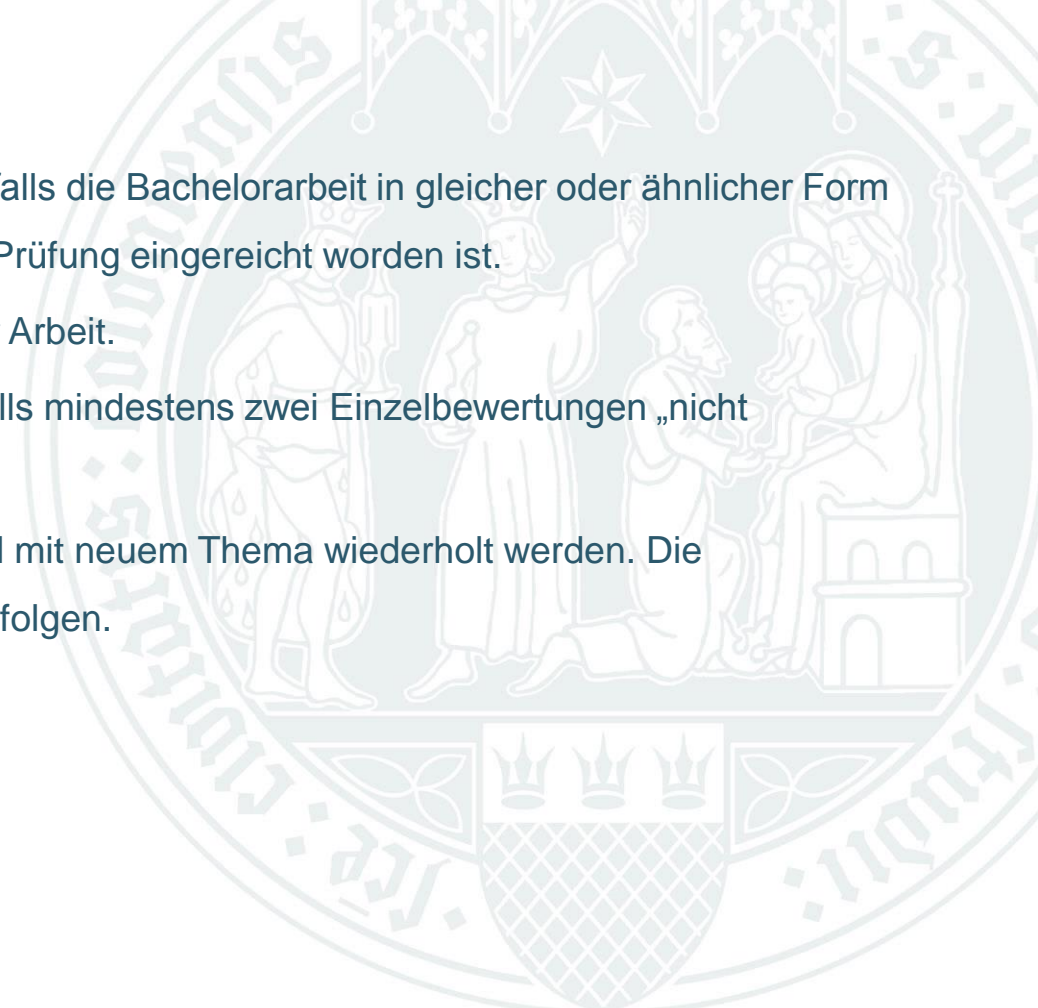 falls die Bachelorarbeit in gleicher oder ähnlicher Form
Prüfung eingereicht worden ist.
Arbeit.
lls mindestens zwei Einzelbewertungen „nicht
mit neuem Thema wiederholt werden. Die
folgen.